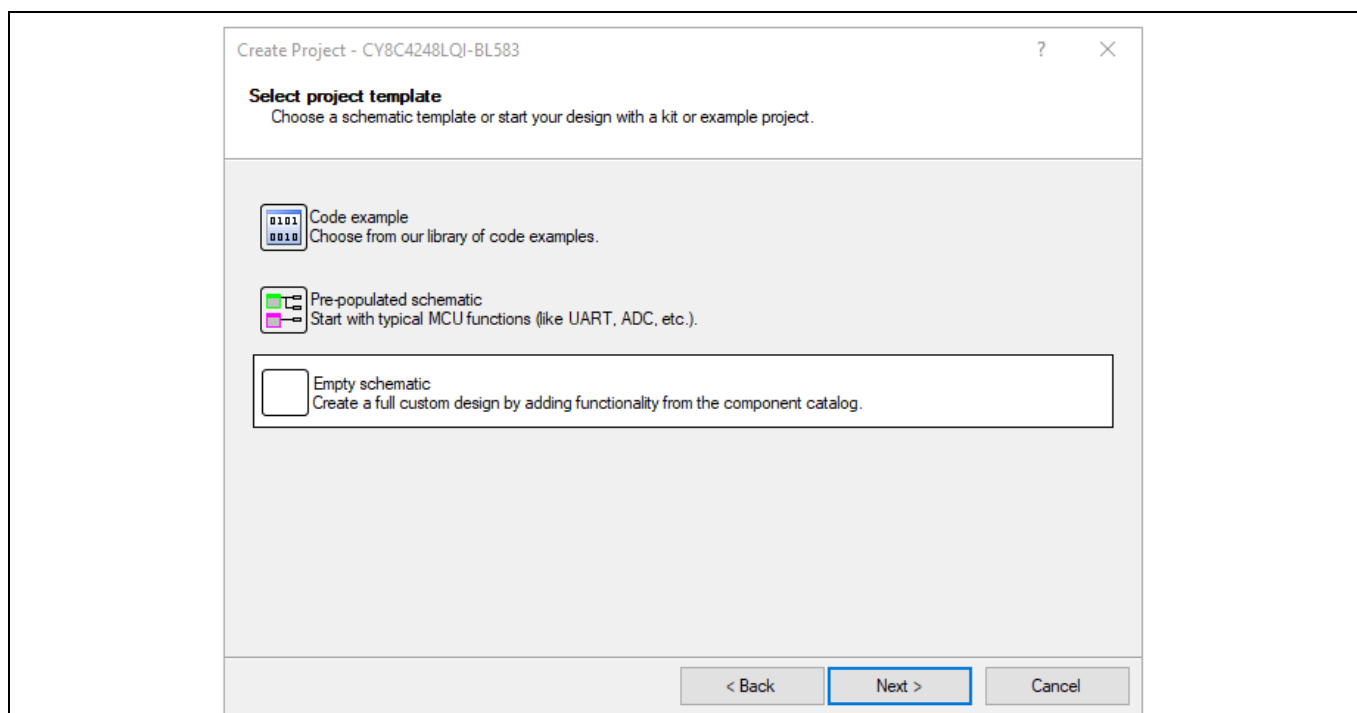 Create Project - CY8C4248LQI-BL583
?
Select project template
Choose a schematic template or start your design with a kit or example project.
0101
0010
Code example
Choose from our library of code examples.
Pre-populated schematic
Start with typical MCU functions (like UART, ADC, etc.).
Empty schematic
Create a full custom design by adding functionality from the component catalog.
< Back
Next >
Cancel